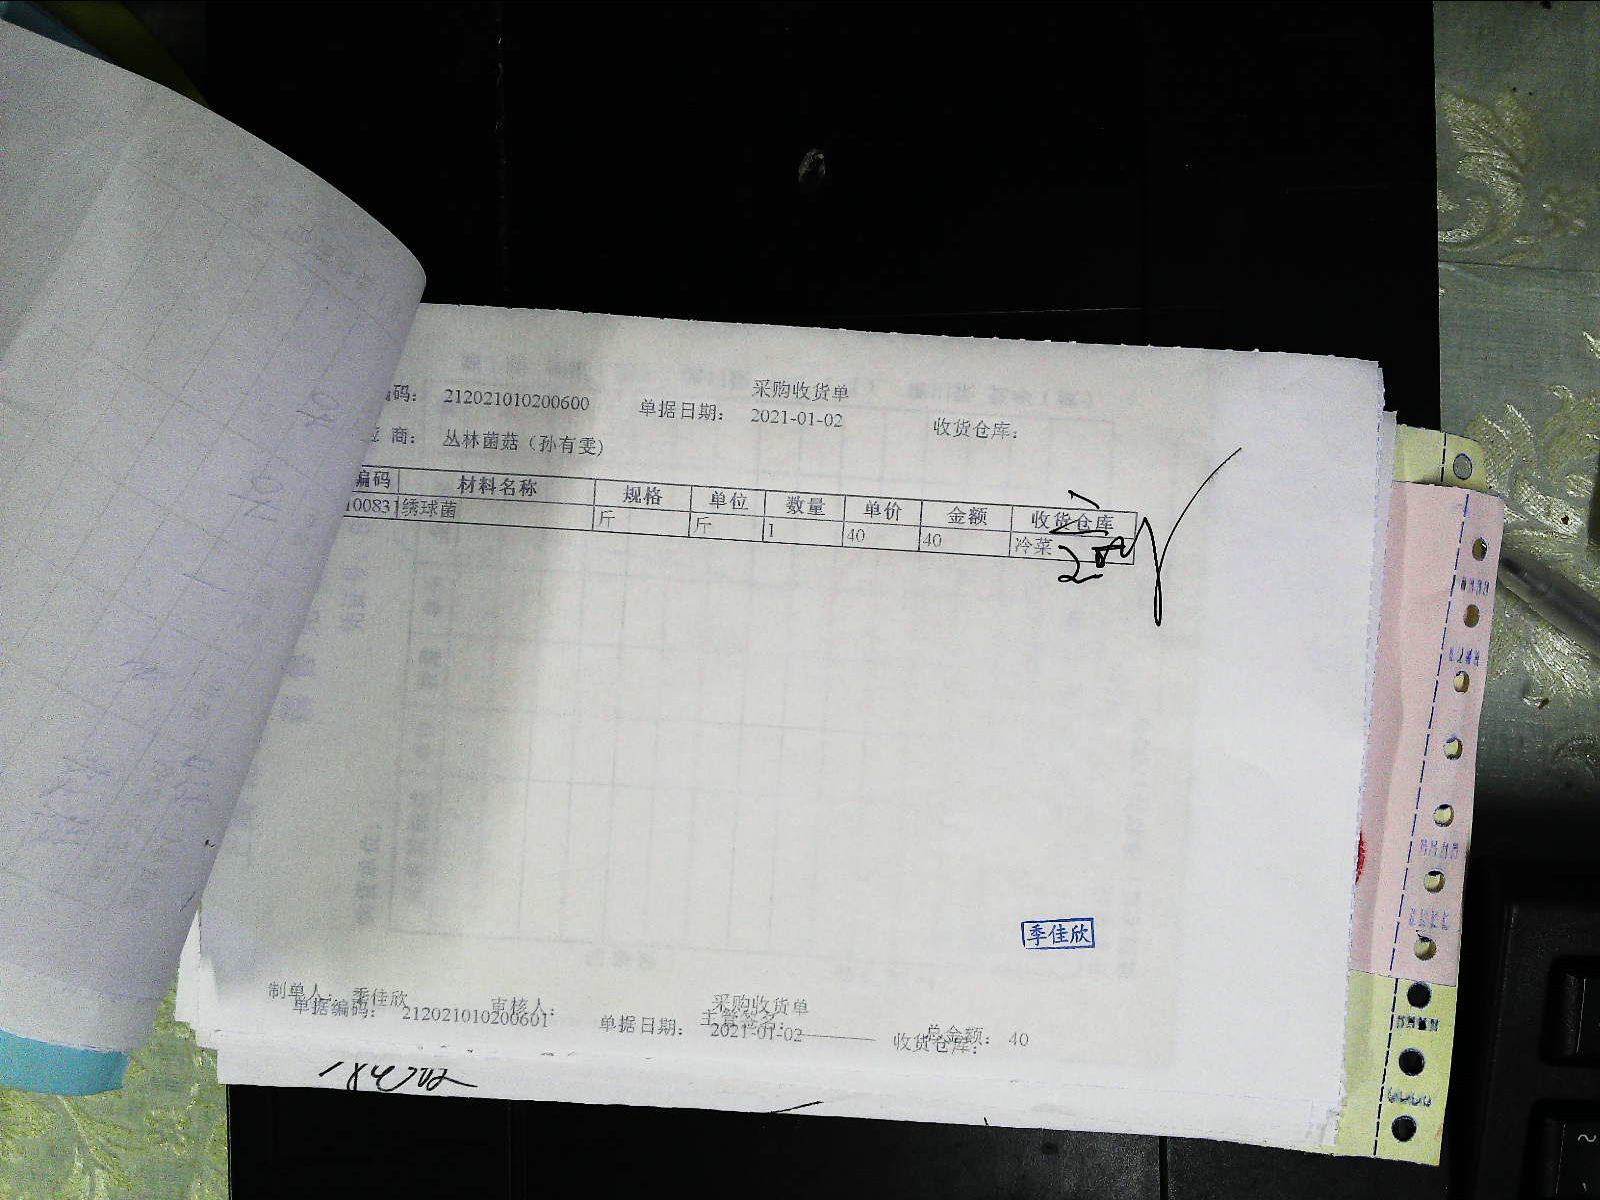 采购收货单
码: 212021010200600 单据日期: 2021-01-02 收货仓库:
商: 丛林菌菇（孙有雯）
编码 材料名称 规格 单位 数量 单价 金额 收货仓库
100831 绣球菌 斤 斤 1 40 40 冷菜
季佳欣
制单人: 季佳欣 审核人: 主管签名: 总金额: 40
采购收货单
单据编码: 212021010200601 单据日期: 2021-01-02 收货仓库: